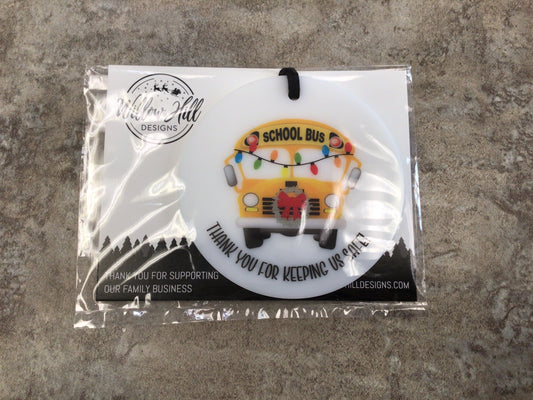 Willow Hill
DESIGNS
SCHOOL BUS
THANK YOU FOR KEEPING US SAFE!
THANK YOU FOR SUPPORTING
OUR FAMILY BUSINESS
HILLDESIGNS.COM